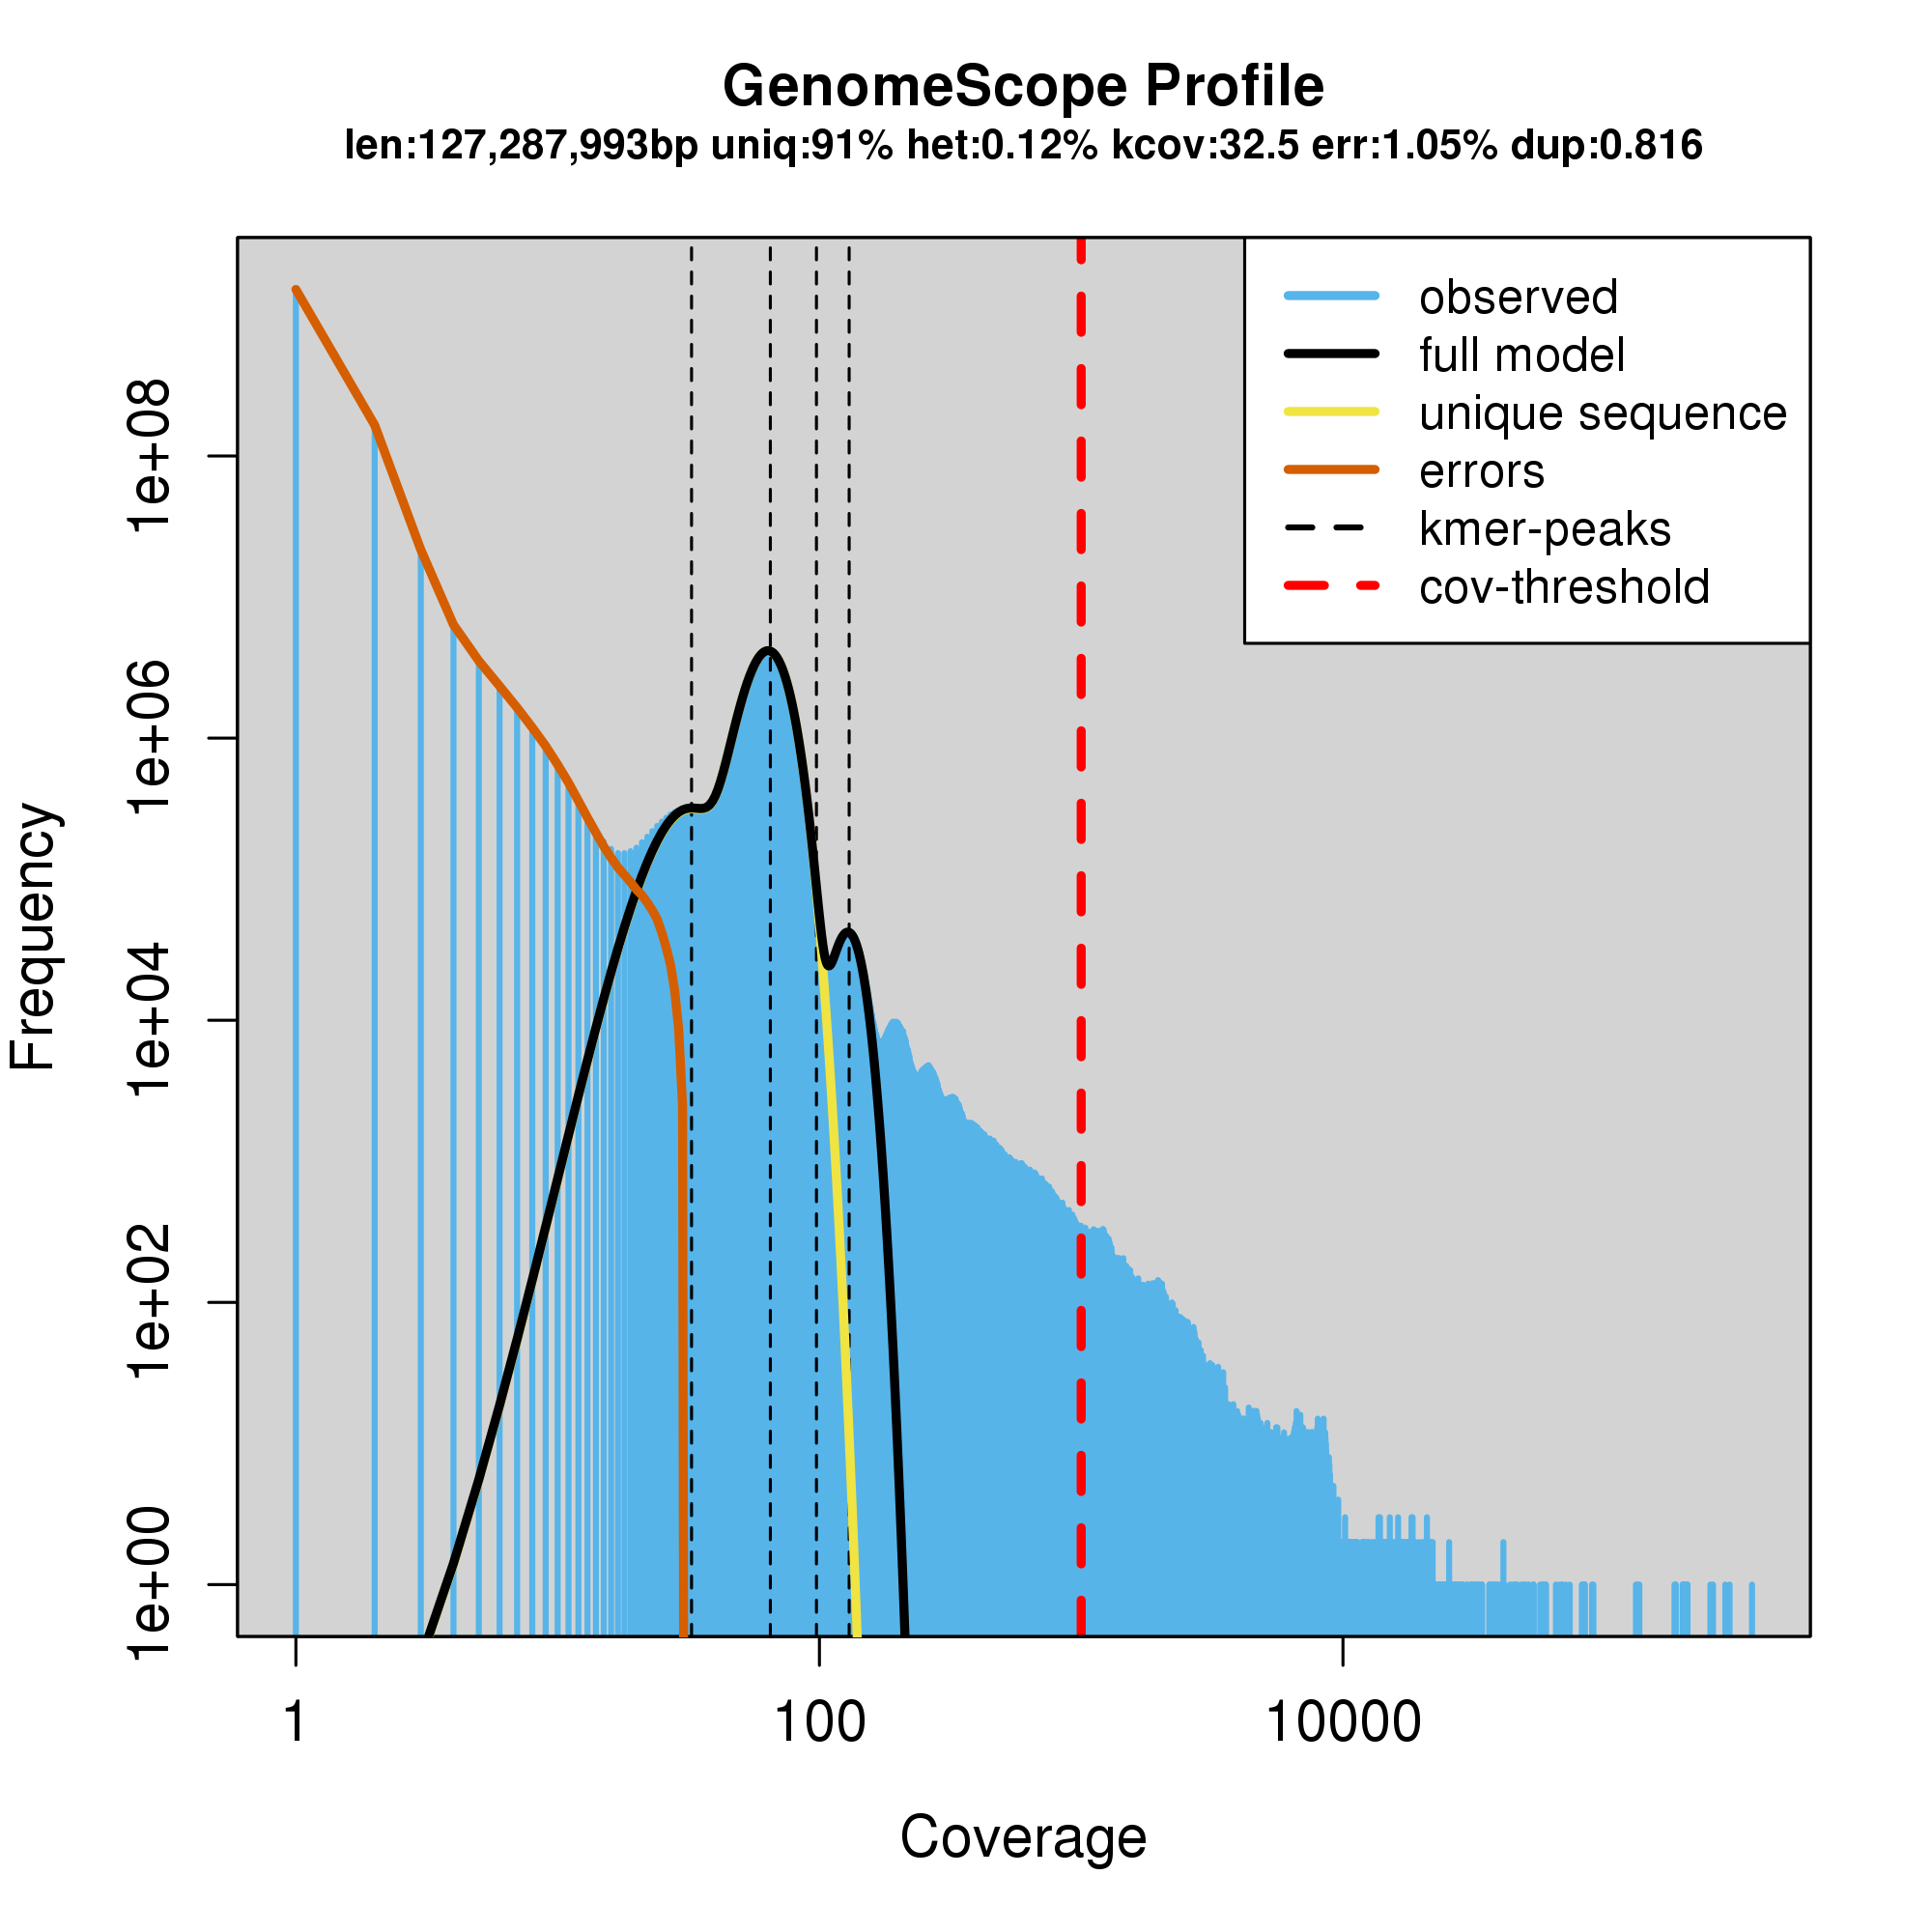 GenomeScope Profile
len:127,287,993bp uniq:91% het:0.12% kcov:32.5 err:1.05% dup:0.816
observed
full model
unique sequence
errors
kmer-peaks
cov-threshold
Frequency
1e+08
1e+06
1e+04
1e+02
1e+00
1 100 10000
Coverage